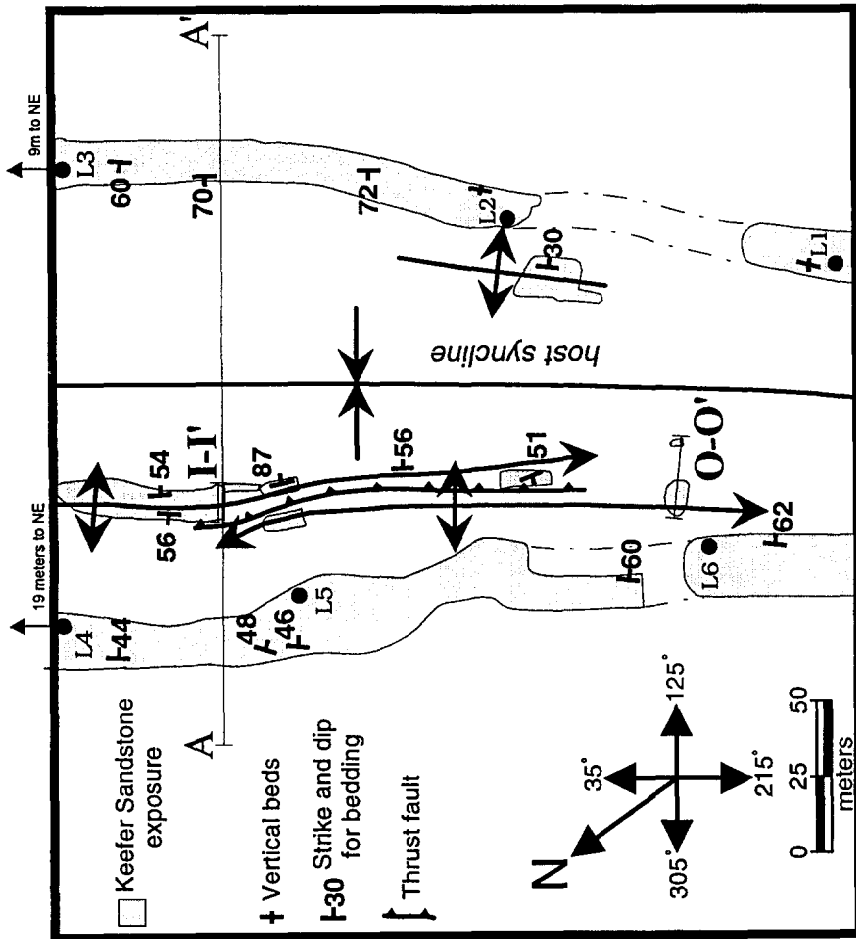 19 meters to NE
9m to NE
A
A'
L4
L3
44
56
54
60
70
72
I-I'
48
46
L5
87
56
51
host syncline
L2
30
O-O'
60
L6
62
L1
Keefer Sandstone
exposure
Vertical beds
30 Strike and dip
for bedding
Thrust fault
N
35°
125°
215°
305°
0 25 50
meters